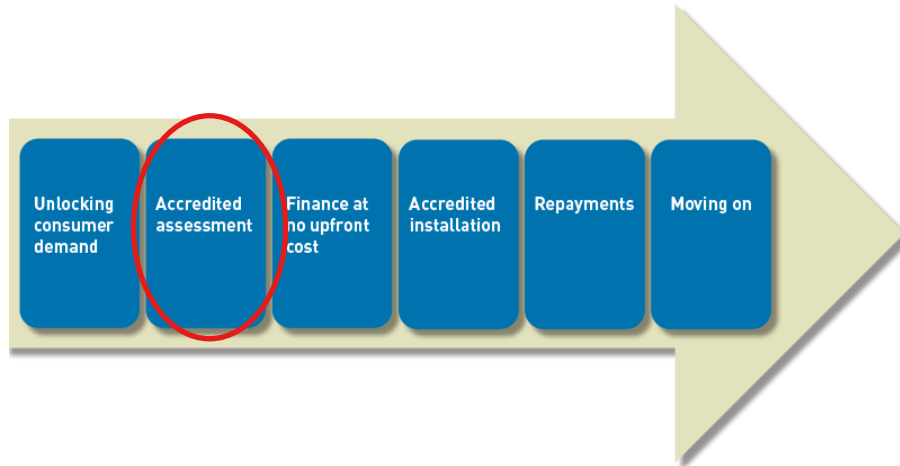 Unlocking
consumer
demand
Accredited
assessment
Finance at
no upfront
cost
Accredited
installation
Repayments
Moving on